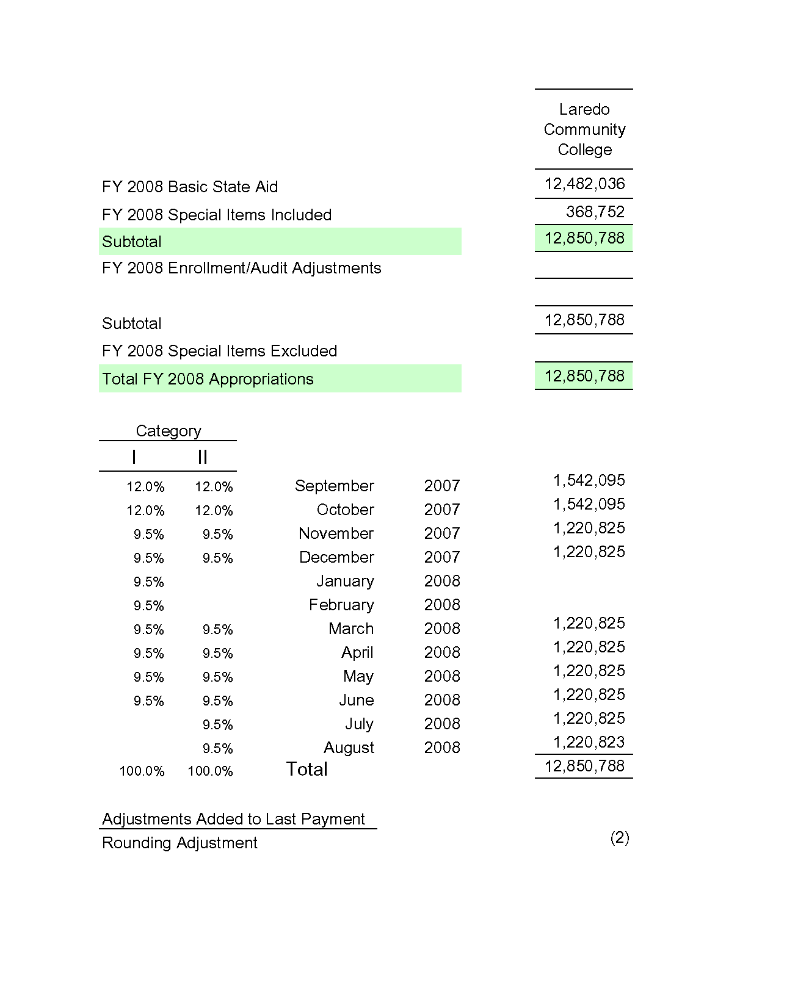 Laredo
Community
College
FY 2008 Basic State Aid 12,482,036
FY 2008 Special Items Included 368,752
Subtotal 12,850,788
FY 2008 Enrollment/Audit Adjustments
Subtotal 12,850,788
FY 2008 Special Items Excluded
Total FY 2008 Appropriations 12,850,788
Category
I II
12.0% 12.0% September 2007 1,542,095
12.0% 12.0% October 2007 1,542,095
9.5% 9.5% November 2007 1,220,825
9.5% 9.5% December 2007 1,220,825
9.5% January 2008
9.5% February 2008
9.5% 9.5% March 2008 1,220,825
9.5% 9.5% April 2008 1,220,825
9.5% 9.5% May 2008 1,220,825
9.5% 9.5% June 2008 1,220,825
9.5% July 2008 1,220,825
9.5% August 2008 1,220,823
100.0% 100.0% Total 12,850,788
Adjustments Added to Last Payment
Rounding Adjustment (2)